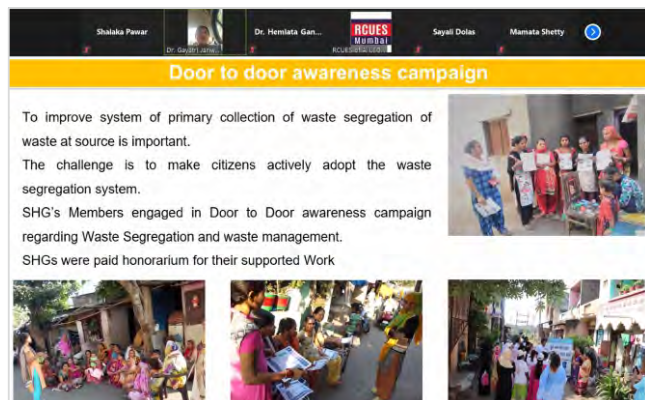 Shalaka Pawar
Dr. Hemlata Gan...
RCUES
Mumbai
Sayali Dolas
Mamata Shetty
Door to door awareness campaign
To improve system of primary collection of waste segregation of
waste at source is important.
The challenge is to make citizens actively adopt the waste
segregation system.
SHG's Members engaged in Door to Door awareness campaign
regarding Waste Segregation and waste management.
SHGs were paid honorarium for their supported Work